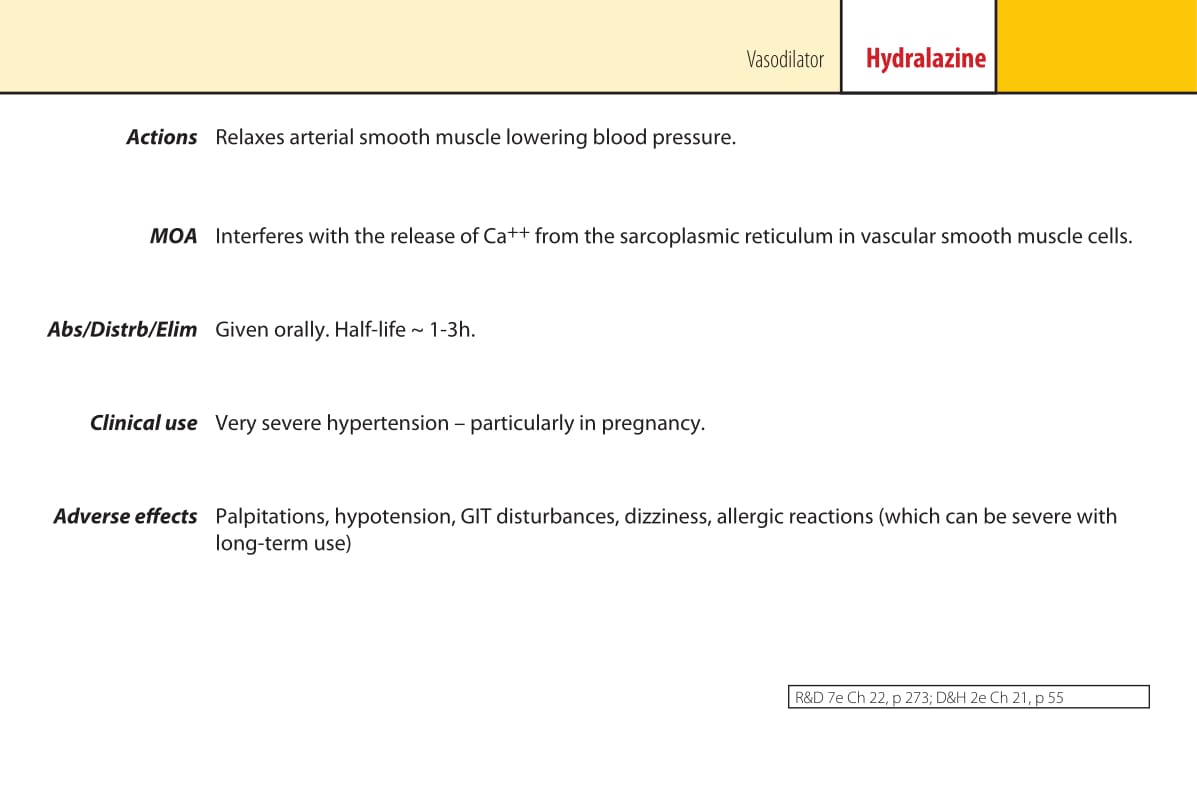 Vasodilator Hydralazine
Actions Relaxes arterial smooth muscle lowering blood pressure.
MOA Interferes with the release of Ca++ from the sarcoplasmic reticulum in vascular smooth muscle cells.
Abs/Distrb/Elim Given orally. Half-life ~ 1-3h.
Clinical use Very severe hypertension – particularly in pregnancy.
Adverse effects Palpitations, hypotension, GIT disturbances, dizziness, allergic reactions (which can be severe with
long-term use)
R&D 7e Ch 22, p 273; D&H 2e Ch 21, p 55